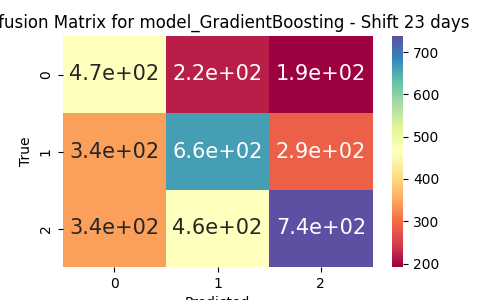 fusion Matrix for model_GradientBoosting - Shift 23 days
True
0 4.7e+02 2.2e+02 1.9e+02
1 3.4e+02 6.6e+02 2.9e+02
2 3.4e+02 4.6e+02 7.4e+02
0 1 2
Predicted
700
600
500
400
300
200